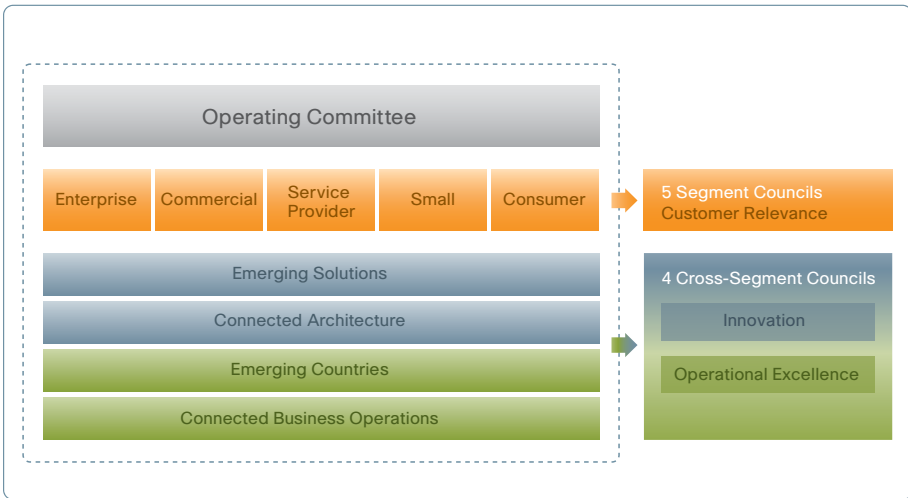 Operating Committee
Enterprise
Commercial
Service
Provider
Small
Consumer
5 Segment Councils
Customer Relevance
Emerging Solutions
Connected Architecture
Emerging Countries
Connected Business Operations
4 Cross-Segment Councils
Innovation
Operational Excellence